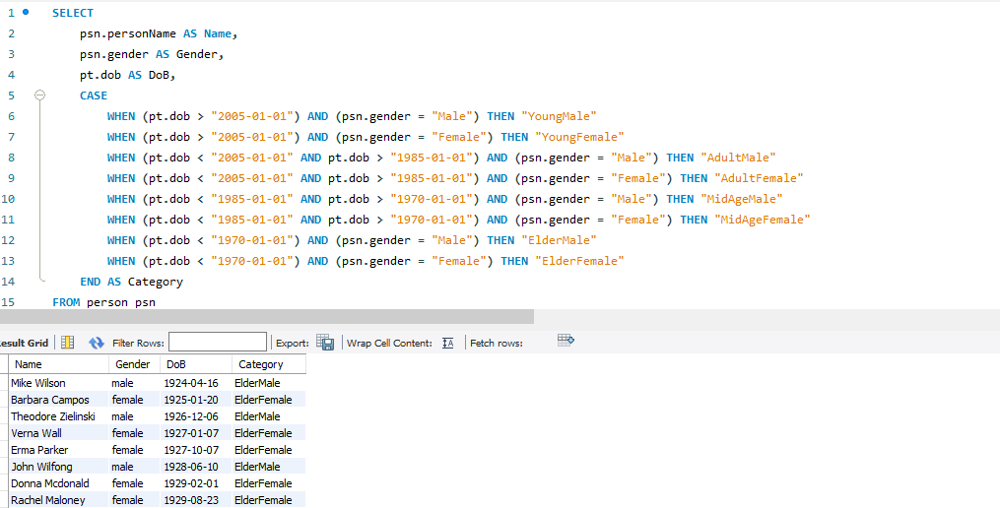 1 SELECT
2 psn.personName AS Name,
3 psn.gender AS Gender,
4 pt.dob AS DoB,
5 CASE
6 WHEN (pt.dob > "2005-01-01") AND (psn.gender = "Male") THEN "YoungMale"
7 WHEN (pt.dob > "2005-01-01") AND (psn.gender = "Female") THEN "YoungFemale"
8 WHEN (pt.dob < "2005-01-01" AND pt.dob > "1985-01-01") AND (psn.gender = "Male") THEN "AdultMale"
9 WHEN (pt.dob < "2005-01-01" AND pt.dob > "1985-01-01") AND (psn.gender = "Female") THEN "AdultFemale"
10 WHEN (pt.dob < "1985-01-01" AND pt.dob > "1970-01-01") AND (psn.gender = "Male") THEN "MidAgeMale"
11 WHEN (pt.dob < "1985-01-01" AND pt.dob > "1970-01-01") AND (psn.gender = "Female") THEN "MidAgeFemale"
12 WHEN (pt.dob < "1970-01-01") AND (psn.gender = "Male") THEN "ElderMale"
13 WHEN (pt.dob < "1970-01-01") AND (psn.gender = "Female") THEN "ElderFemale"
14 END AS Category
15 FROM person psn
esult Grid Filter Rows: Export: Wrap Cell Content: IA Fetch rows:
Name Gender DoB Category
Mike Wilson male 1924-04-16 ElderMale
Barbara Campos female 1925-01-20 ElderFemale
Theodore Zielinski male 1926-12-06 ElderMale
Verna Wall female 1927-01-07 ElderFemale
Erma Parker female 1927-10-07 ElderFemale
John Wilfong male 1928-06-10 ElderMale
Donna Mcdonald female 1929-02-01 ElderFemale
Rachel Maloney female 1929-08-23 ElderFemale